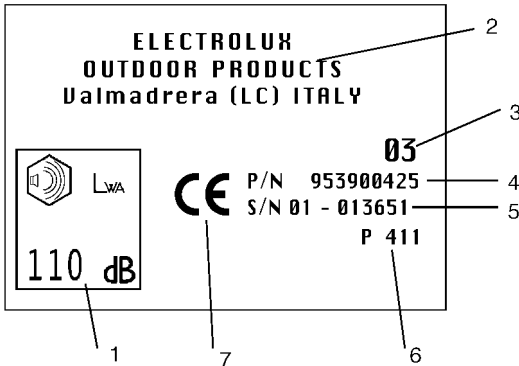 ELECTROLUX
OUTDOOR PRODUCTS
Valmadrera (LC) ITALY
2
03
3
LWA
CE
P/N 953900425
4
S/N 01 - 013651
5
P 411
110 dB
1
7
6